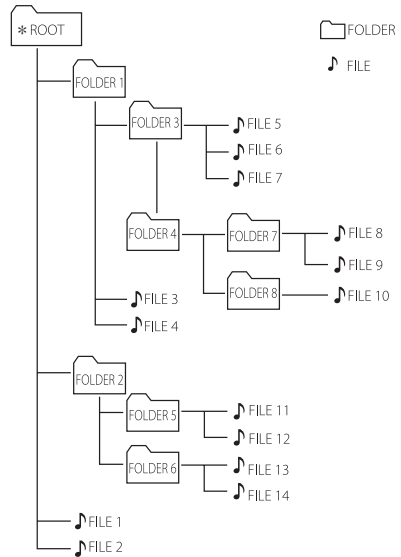 * ROOT
FOLDER
FILE
FOLDER 1
FOLDER 3
FILE 5
FILE 6
FILE 7
FOLDER 4
FOLDER 7
FILE 8
FILE 9
FOLDER 8
FILE 10
FILE 3
FILE 4
FOLDER 2
FOLDER 5
FILE 11
FILE 12
FOLDER 6
FILE 13
FILE 14
FILE 1
FILE 2